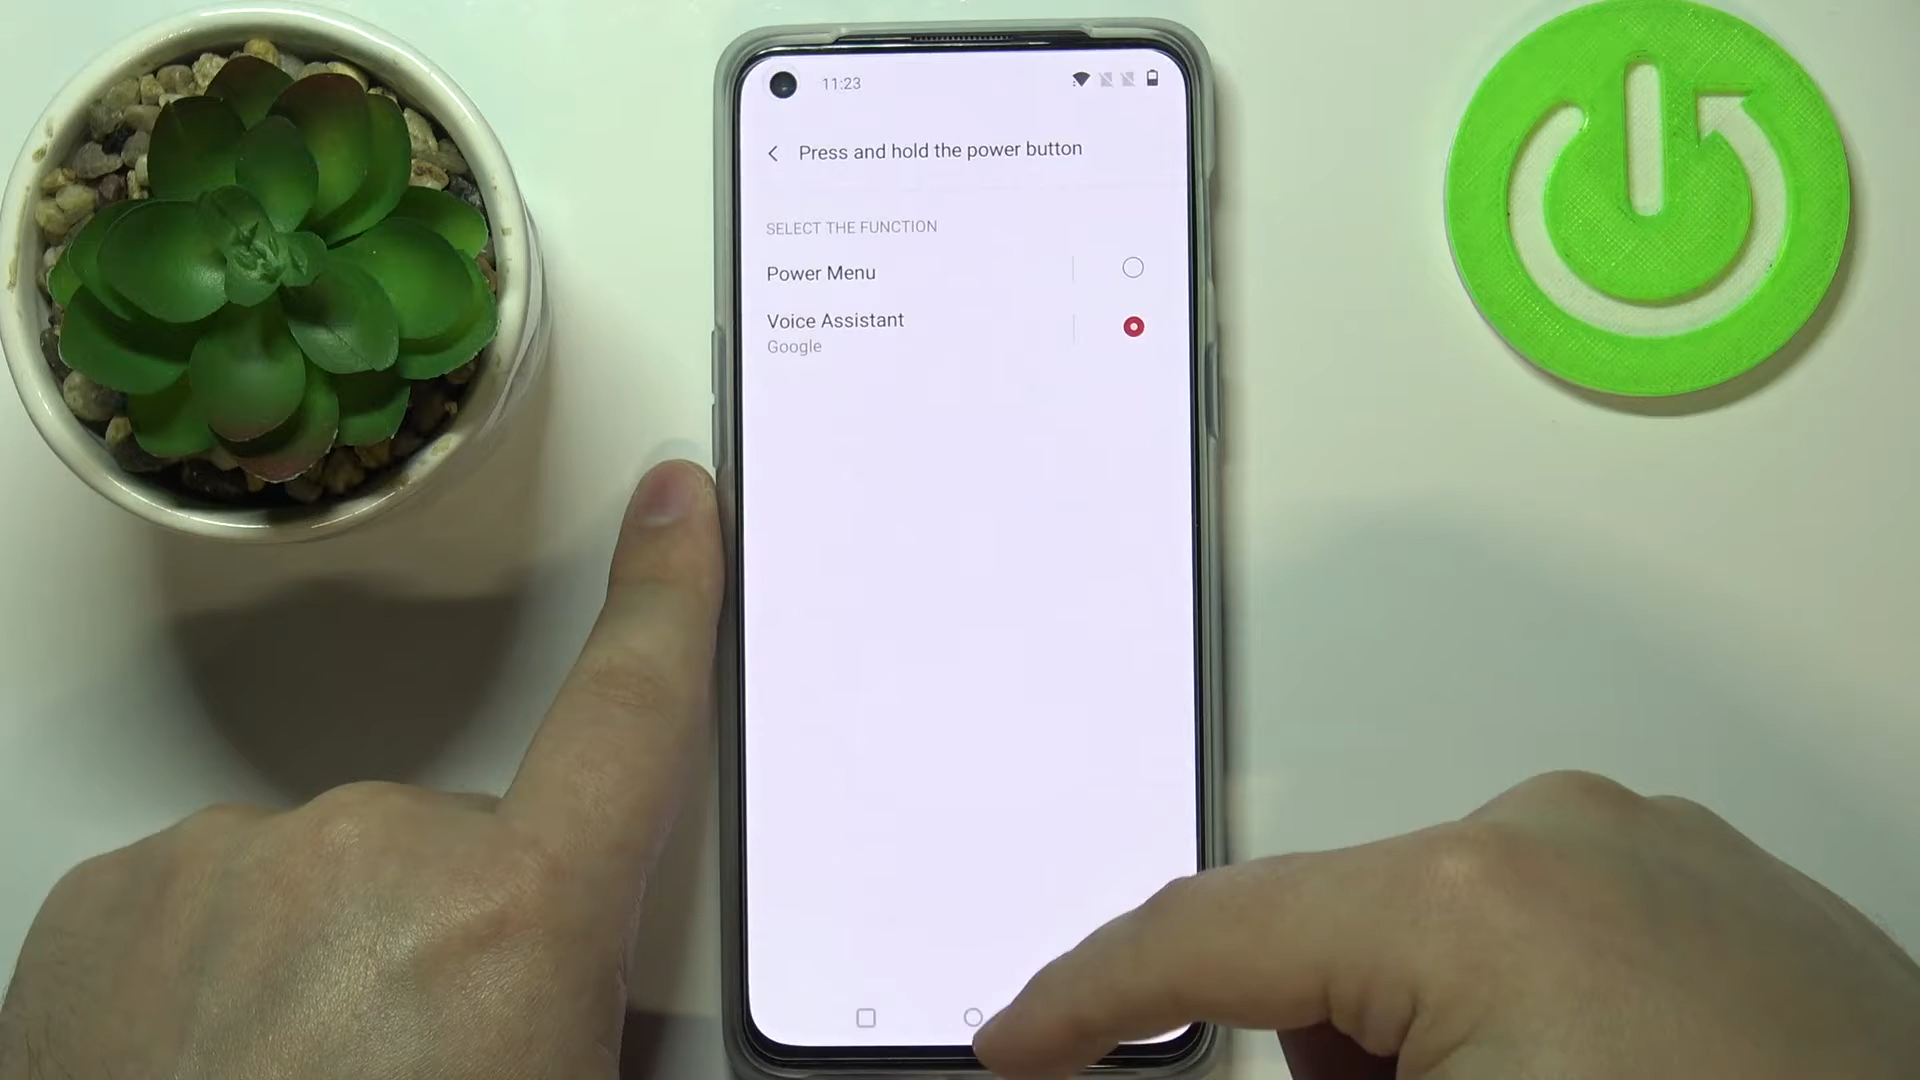 11:23
Press and hold the power button
SELECT THE FUNCTION
Power Menu
Voice Assistant
Google